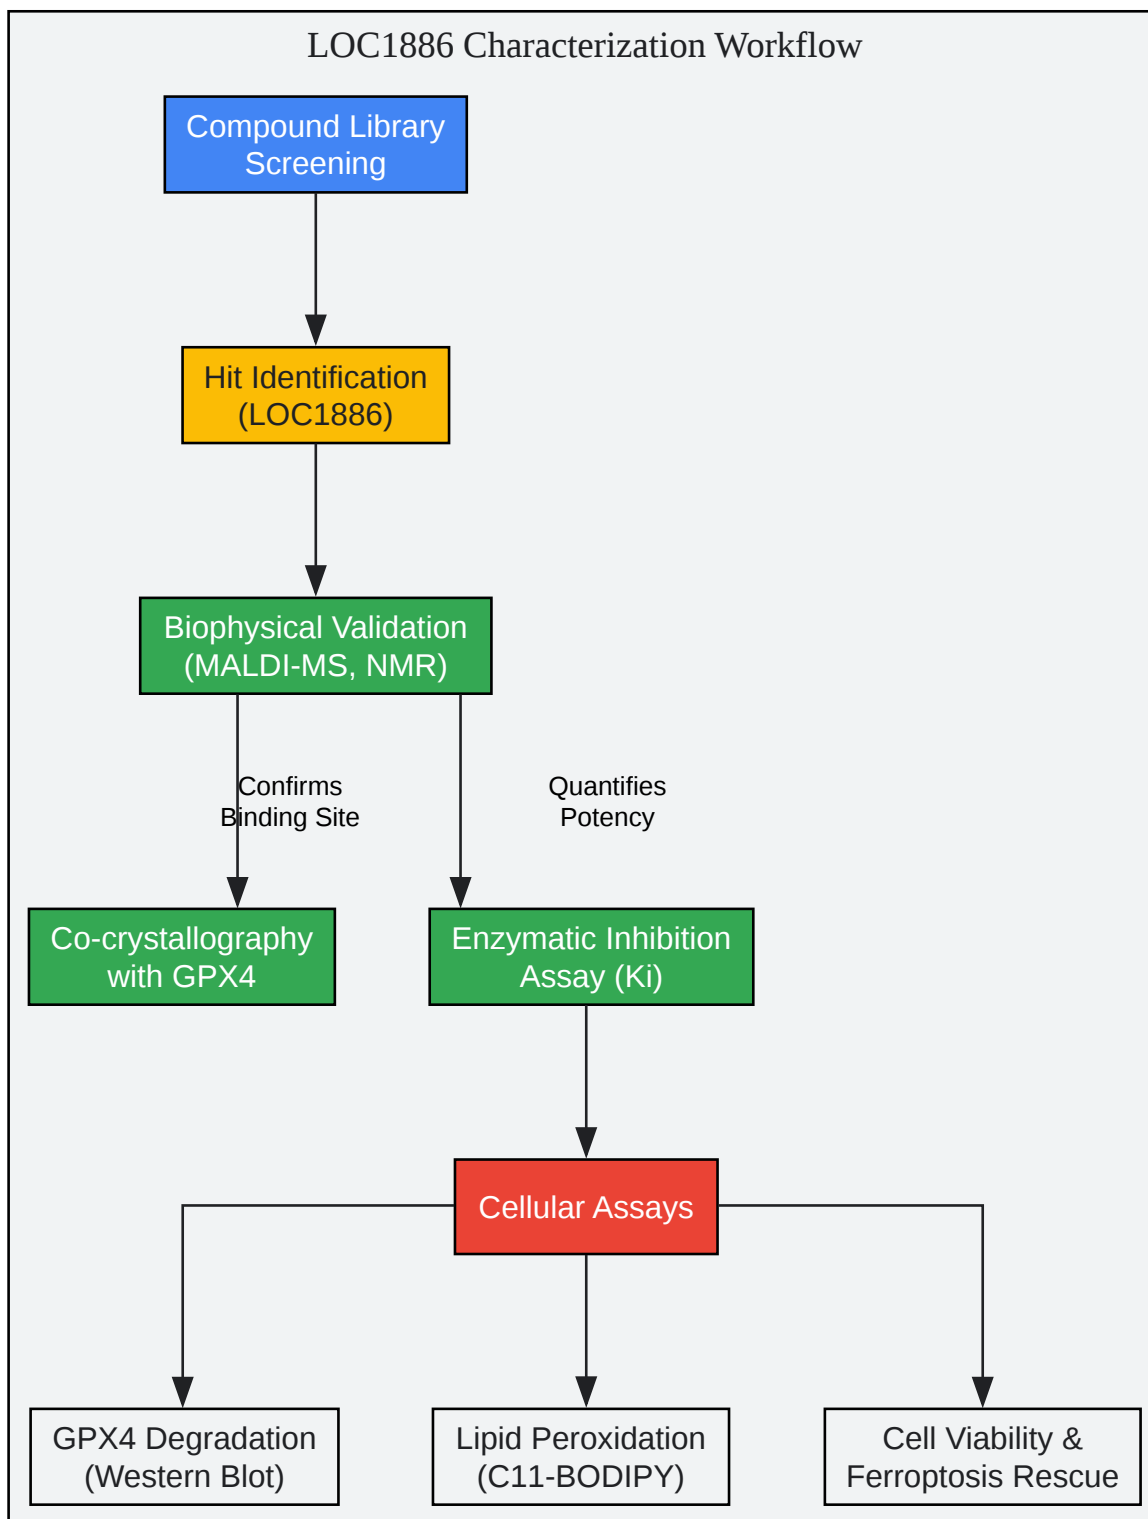 LOC1886 Characterization Workflow
Compound Library
Screening
Hit Identification
(LOC1886)
Biophysical Validation
(MALDI-MS, NMR)
Confirms
Binding Site
Quantifies
Potency
Co-crystallography
with GPX4
Enzymatic Inhibition
Assay (Ki)
Cellular Assays
GPX4 Degradation
(Western Blot)
Lipid Peroxidation
(C11-BODIPY)
Cell Viability &
Ferroptosis Rescue